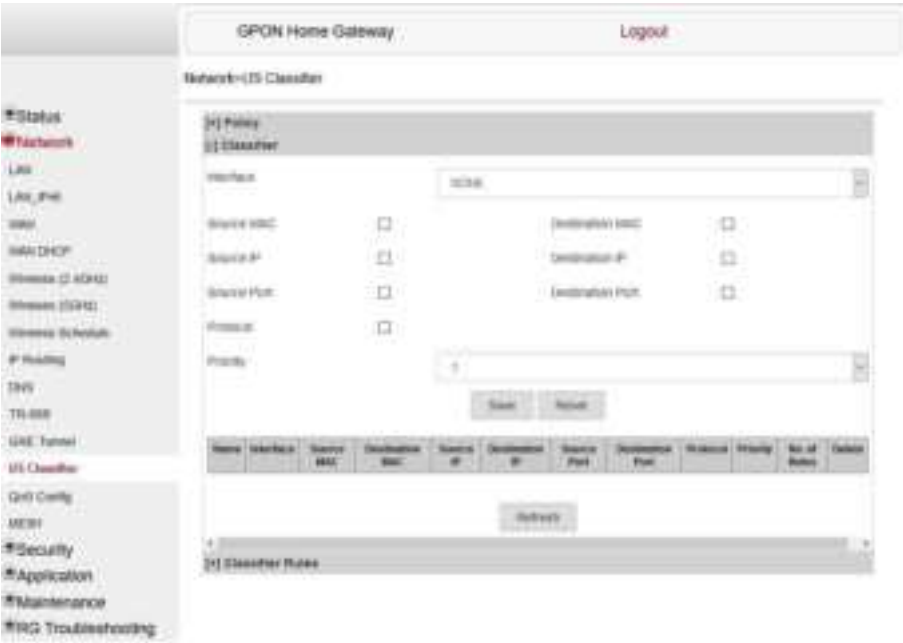 GPON Home Gateway
Logout
Network>US Classifier
Status
Network
LAN
LAN_IPv6
WAN
WAN DHCP
Wireless (2.4GHz)
Wireless (5GHz)
Wireless Schedule
IP Routing
DNS
TR-069
GRE Tunnel
US Classifier
QoS Config
MESH
Security
Application
Maintenance
RG Troubleshooting
[+] Policy
[-] Classifier
Interface
Source MAC
Destination MAC
Source IP
Destination IP
Source Port
Destination Port
Protocol
Priority
Save Reset
Name Interface Source MAC Destination MAC Source IP Destination IP Source Port Destination Port Protocol Priority No. of Rules Delete
Refresh
[+] Classifier Rules